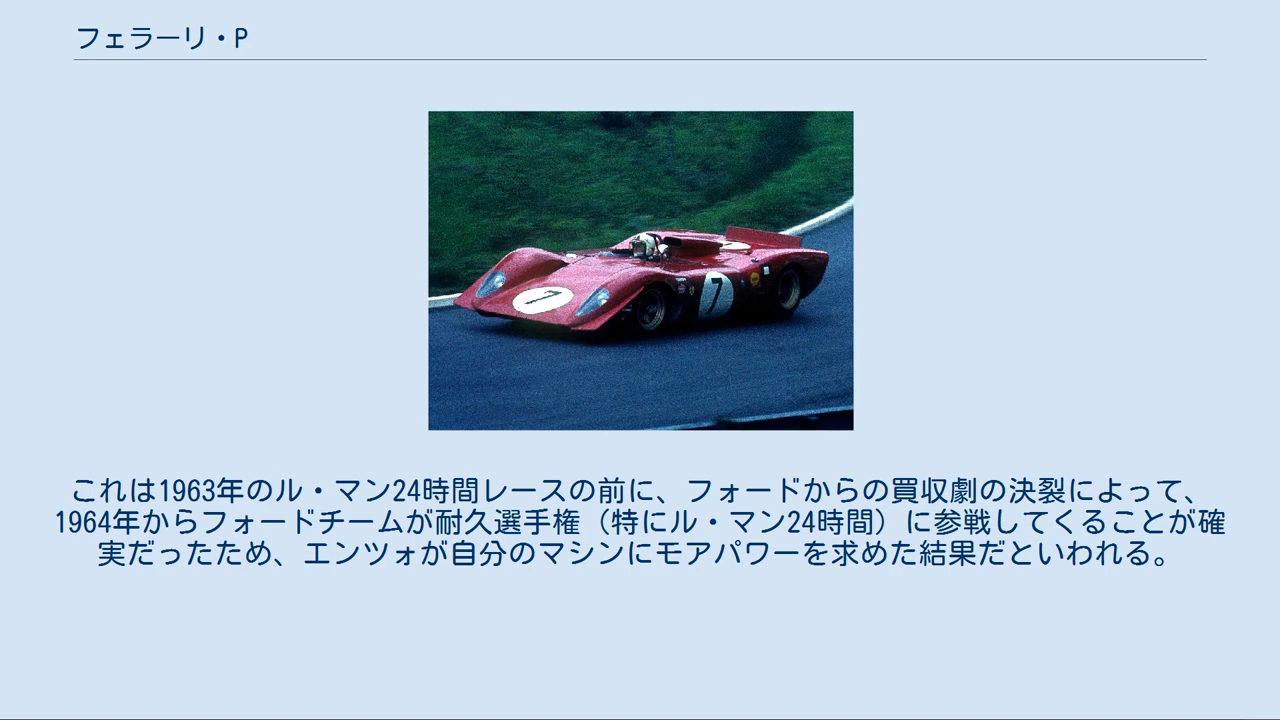 フェラーリ・P
7
7
これは1963年のル・マン24時間レースの前に、フォードからの買収劇の決裂によって、
1964年からフォードチームが耐久選手権（特にル・マン24時間）に参戦してくることが確
実だったため、エンツォが自分のマシンにモアパワーを求めた結果だといわれる。